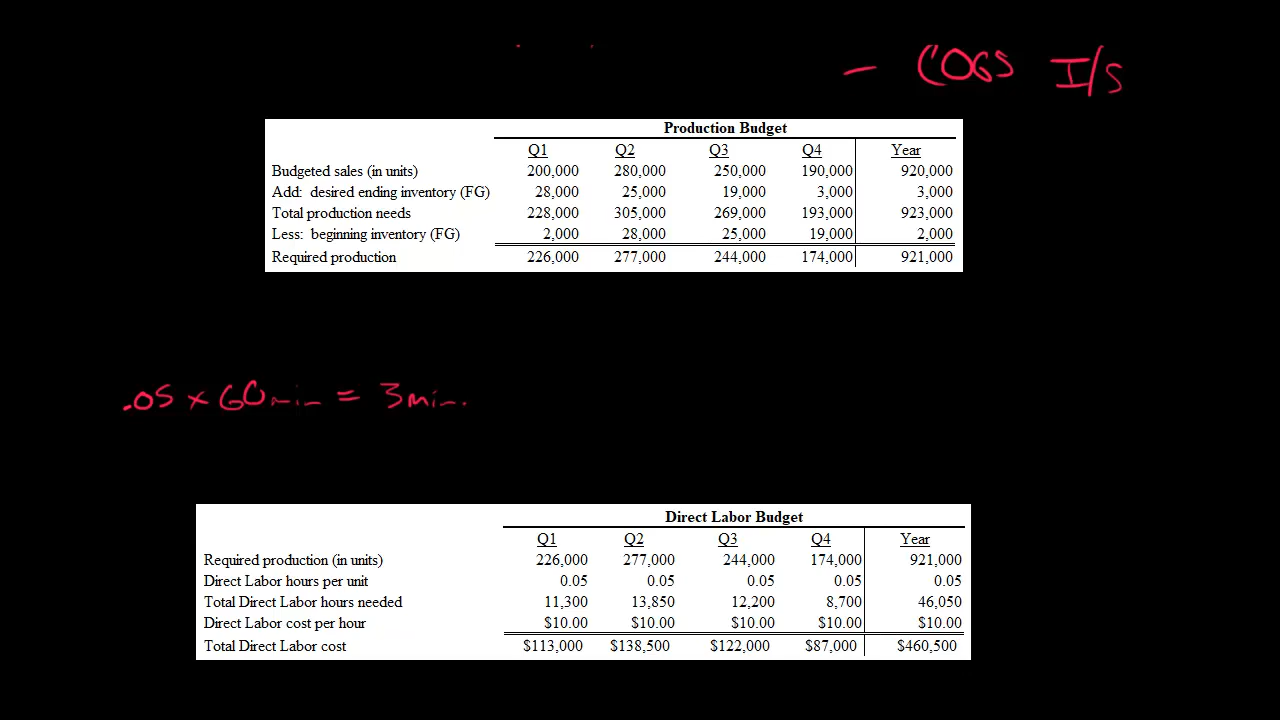 - COGS I/S
Production Budget
Q1 Q2 Q3 Q4 Year
Budgeted sales (in units) 200,000 280,000 250,000 190,000 920,000
Add: desired ending inventory (FG) 28,000 25,000 19,000 3,000 3,000
Total production needs 228,000 305,000 269,000 193,000 923,000
Less: beginning inventory (FG) 2,000 28,000 25,000 19,000 2,000
Required production 226,000 277,000 244,000 174,000 921,000
.05 x 60min = 3min.
Direct Labor Budget
Q1 Q2 Q3 Q4 Year
Required production (in units) 226,000 277,000 244,000 174,000 921,000
Direct Labor hours per unit 0.05 0.05 0.05 0.05 0.05
Total Direct Labor hours needed 11,300 13,850 12,200 8,700 46,050
Direct Labor cost per hour $10.00 $10.00 $10.00 $10.00 $10.00
Total Direct Labor cost $113,000 $138,500 $122,000 $87,000 $460,500